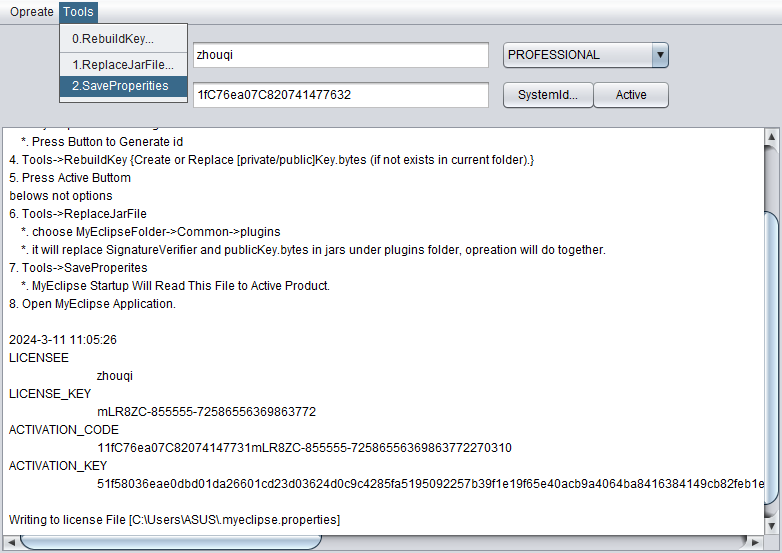 Opreate Tools
0.RebuildKey...
1.ReplaceJarFile...
2.SaveProperities
zhouqi
PROFESSIONAL
1fC76ea07C820741477632
SystemId...
Active
*. Press Button to Generate id
4. Tools->RebuildKey {Create or Replace [private/public]Key.bytes (if not exists in current folder).}
5. Press Active Buttom
belows not options
6. Tools->ReplaceJarFile
*. choose MyEclipseFolder->Common->plugins
*. it will replace SignatureVerifier and publicKey.bytes in jars under plugins folder, opreation will do together.
7. Tools->SaveProperites
*. MyEclipse Startup Will Read This File to Active Product.
8. Open MyEclipse Application.
2024-3-11 11:05:26
LICENSEE
zhouqi
LICENSE_KEY
mLR8ZC-855555-72586556369863772
ACTIVATION_CODE
11fC76ea07C82074147731mLR8ZC-855555-72586556369863772270310
ACTIVATION_KEY
51f58036eae0dbd01da26601cd23d03624d0c9c4285fa5195092257b39f1e19f65e40acb9a4064ba8416384149cb82feb1e
Writing to license File [C:\Users\ASUS\.myeclipse.properties]